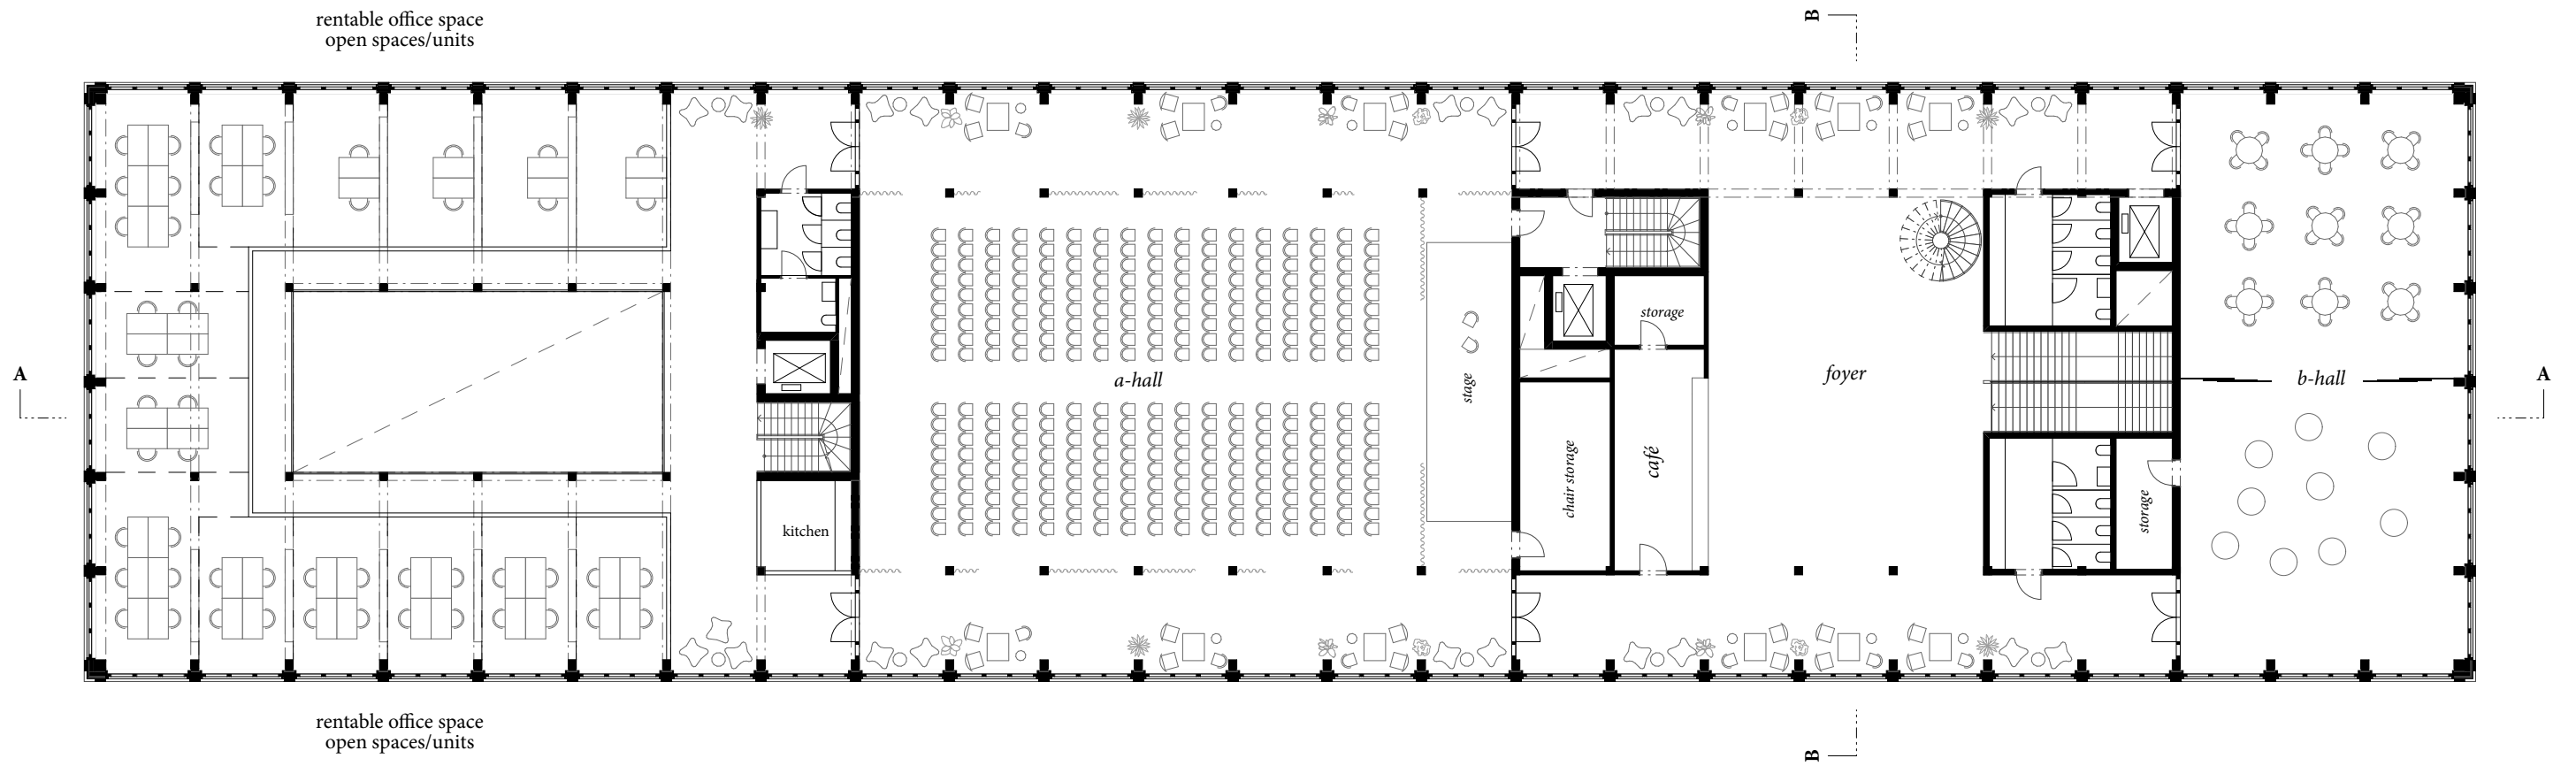 rentable office space
open spaces/units
B
A
a-hall
stage
storage
chair storage
café
foyer
storage
b-hall
A
kitchen
rentable office space
open spaces/units
B